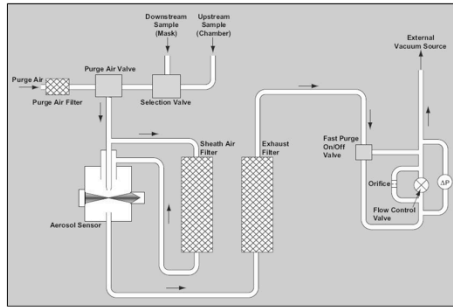 Downstream
Sample
(Mask)
Upstream
Sample
(Chamber)
External
Vacuum Source
Purge Air Valve
Purge Air
Purge Air Filter
Selection Valve
Sheath Air
Filter
Exhaust
Filter
Fast Purge
On/Off
Valve
Orifice
ΔP
Flow Control
Valve
Aerosol Sensor